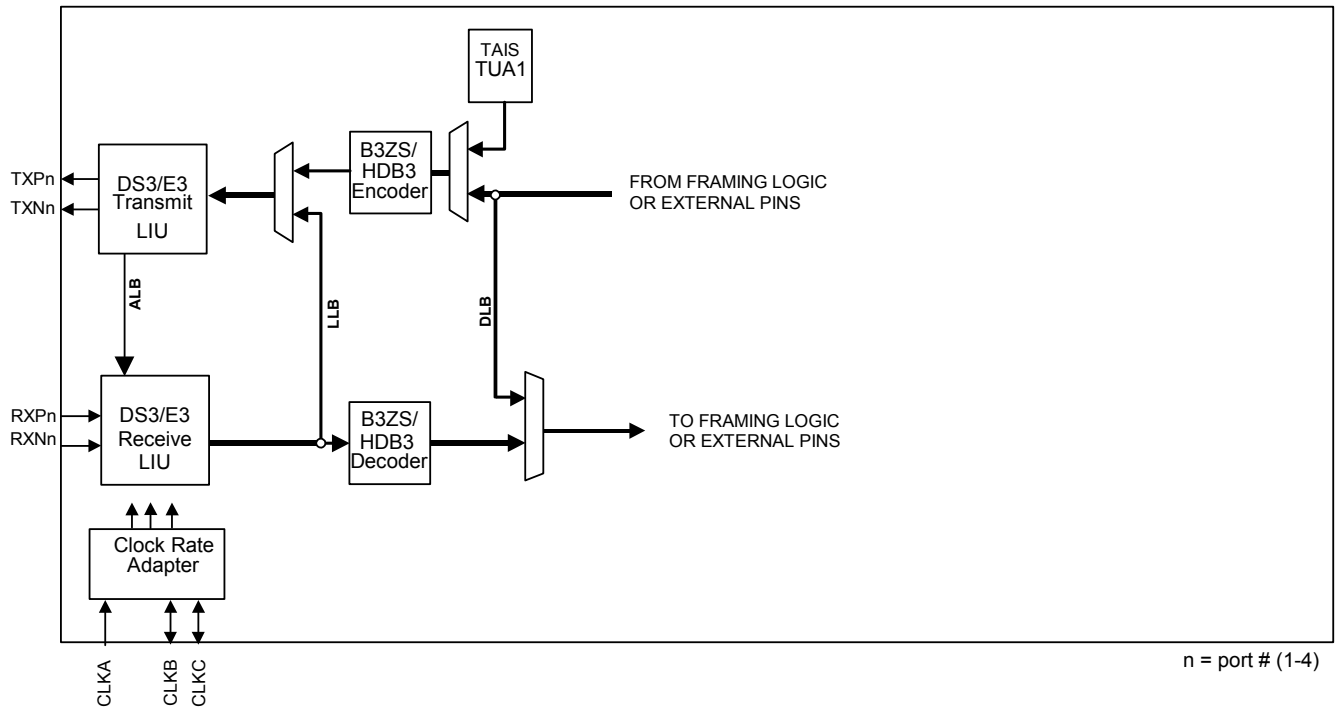 TAIS
TUA1
B3ZS/
HDB3
Encoder
DS3/E3
Transmit
LIU
TXPn
TXNn
FROM FRAMING LOGIC
OR EXTERNAL PINS
ALB
LLB
DLB
RXPn
RXNn
DS3/E3
Receive
LIU
B3ZS/
HDB3
Decoder
TO FRAMING LOGIC
OR EXTERNAL PINS
Clock Rate
Adapter
CLKA
CLKB
CLKC
n = port # (1-4)